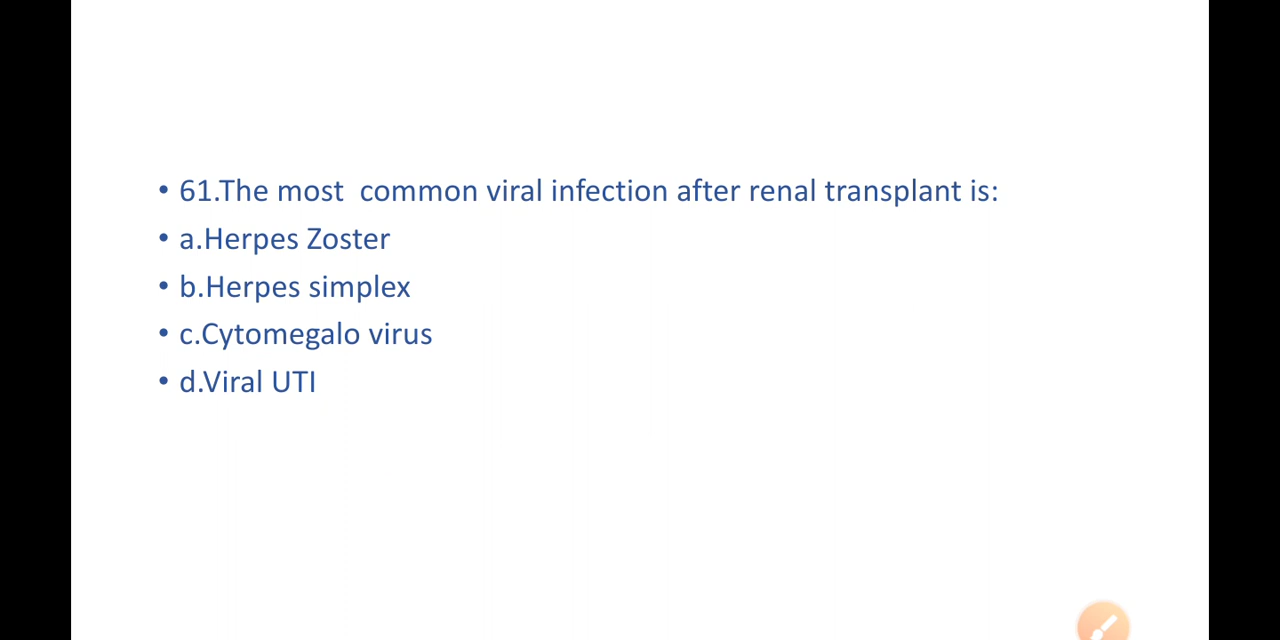 • 61.The most  common viral infection after renal transplant is:
• a.Herpes Zoster
• b.Herpes simplex
• c.Cytomegalo virus
• d.Viral UTI